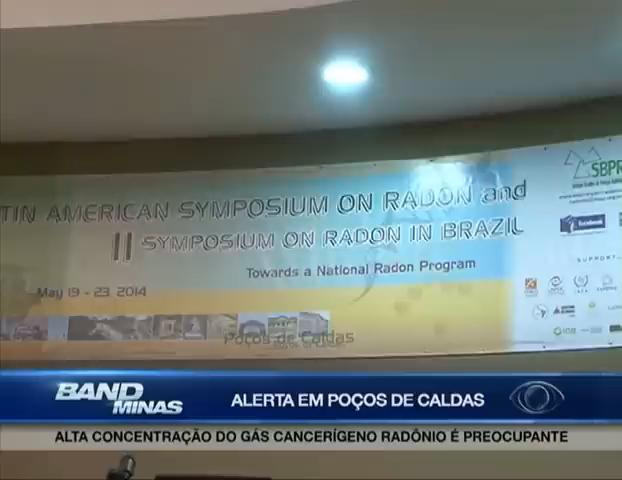 TIN AMERICAN SYMPOSIUM ON RADON and
II SYMPOSIUM ON RADON IN BRAZIL
Towards a National Radon Program
May 19 - 23 2014
Poços de Caldas
SBPR
SUPPORT
BAND
MINAS
ALERTA EM POÇOS DE CALDAS
ALTA CONCENTRAÇÃO DO GÁS CANCERÍGENO RADÔNIO É PREOCUPANTE